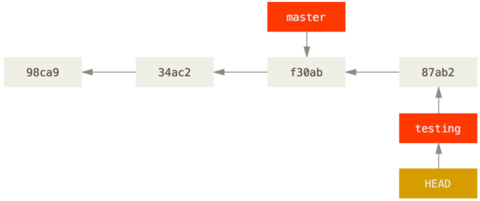 master
98ca9
34ac2
f30ab
87ab2
testing
HEAD